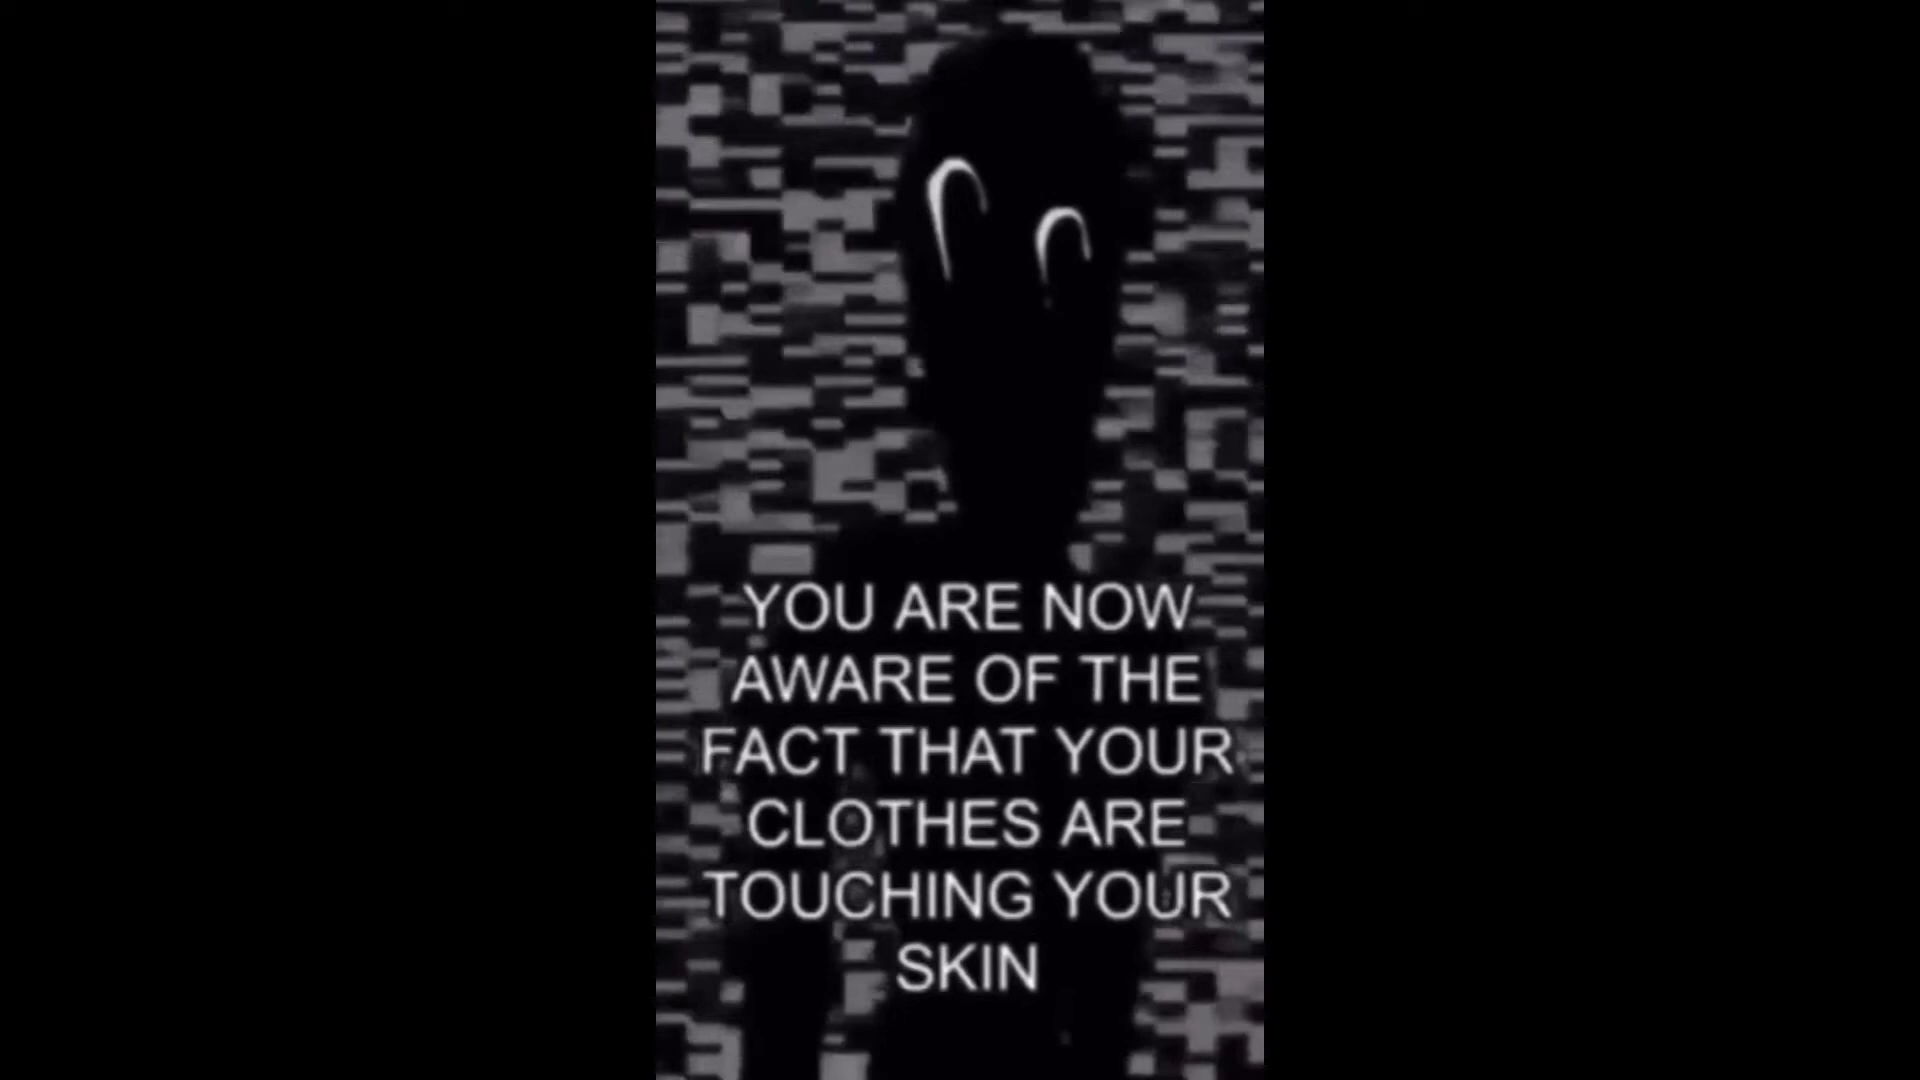 YOU ARE NOW
AWARE OF THE
FACT THAT YOUR
CLOTHES ARE
TOUCHING YOUR
SKIN